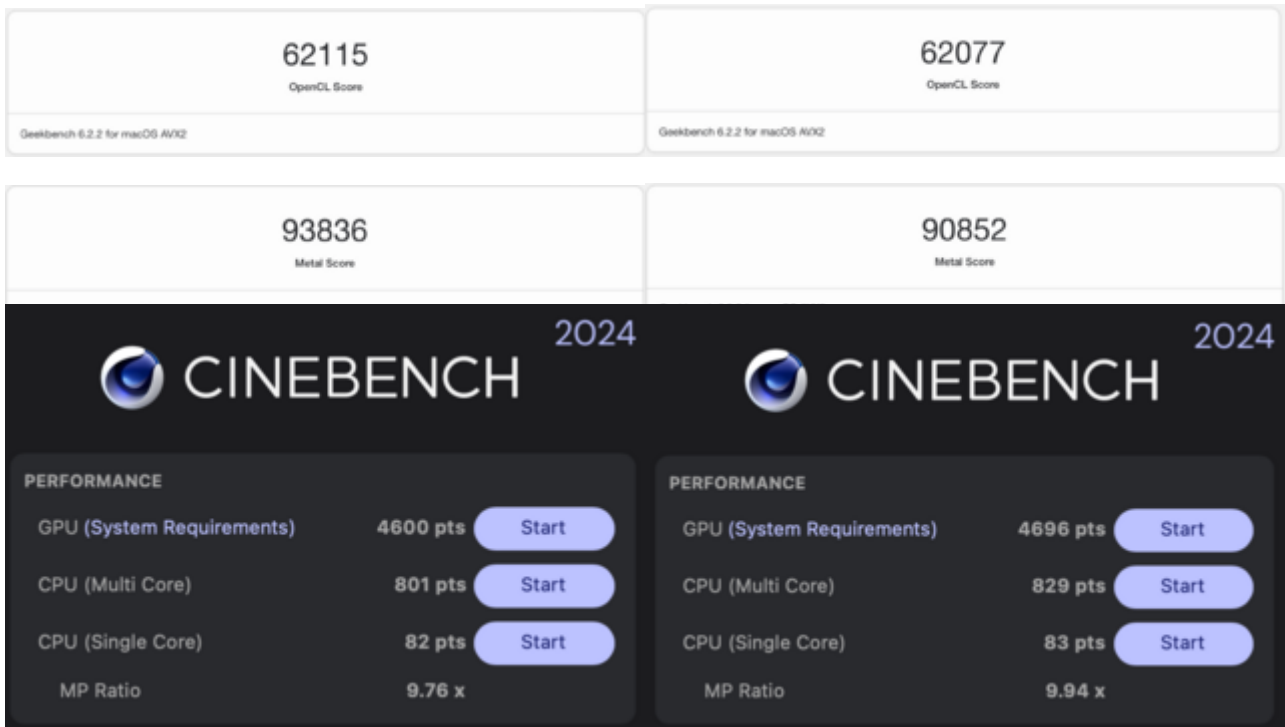 62115
OpenCL Score
Geekbench 6.2.2 for macOS AVX2
62077
OpenCL Score
Geekbench 6.2.2 for macOS AVX2
93836
Metal Score
90852
Metal Score
2024
CINEBENCH
PERFORMANCE
GPU (System Requirements) 4600 pts Start
CPU (Multi Core) 801 pts Start
CPU (Single Core) 82 pts Start
MP Ratio 9.76 x
2024
CINEBENCH
PERFORMANCE
GPU (System Requirements) 4696 pts Start
CPU (Multi Core) 829 pts Start
CPU (Single Core) 83 pts Start
MP Ratio 9.94 x